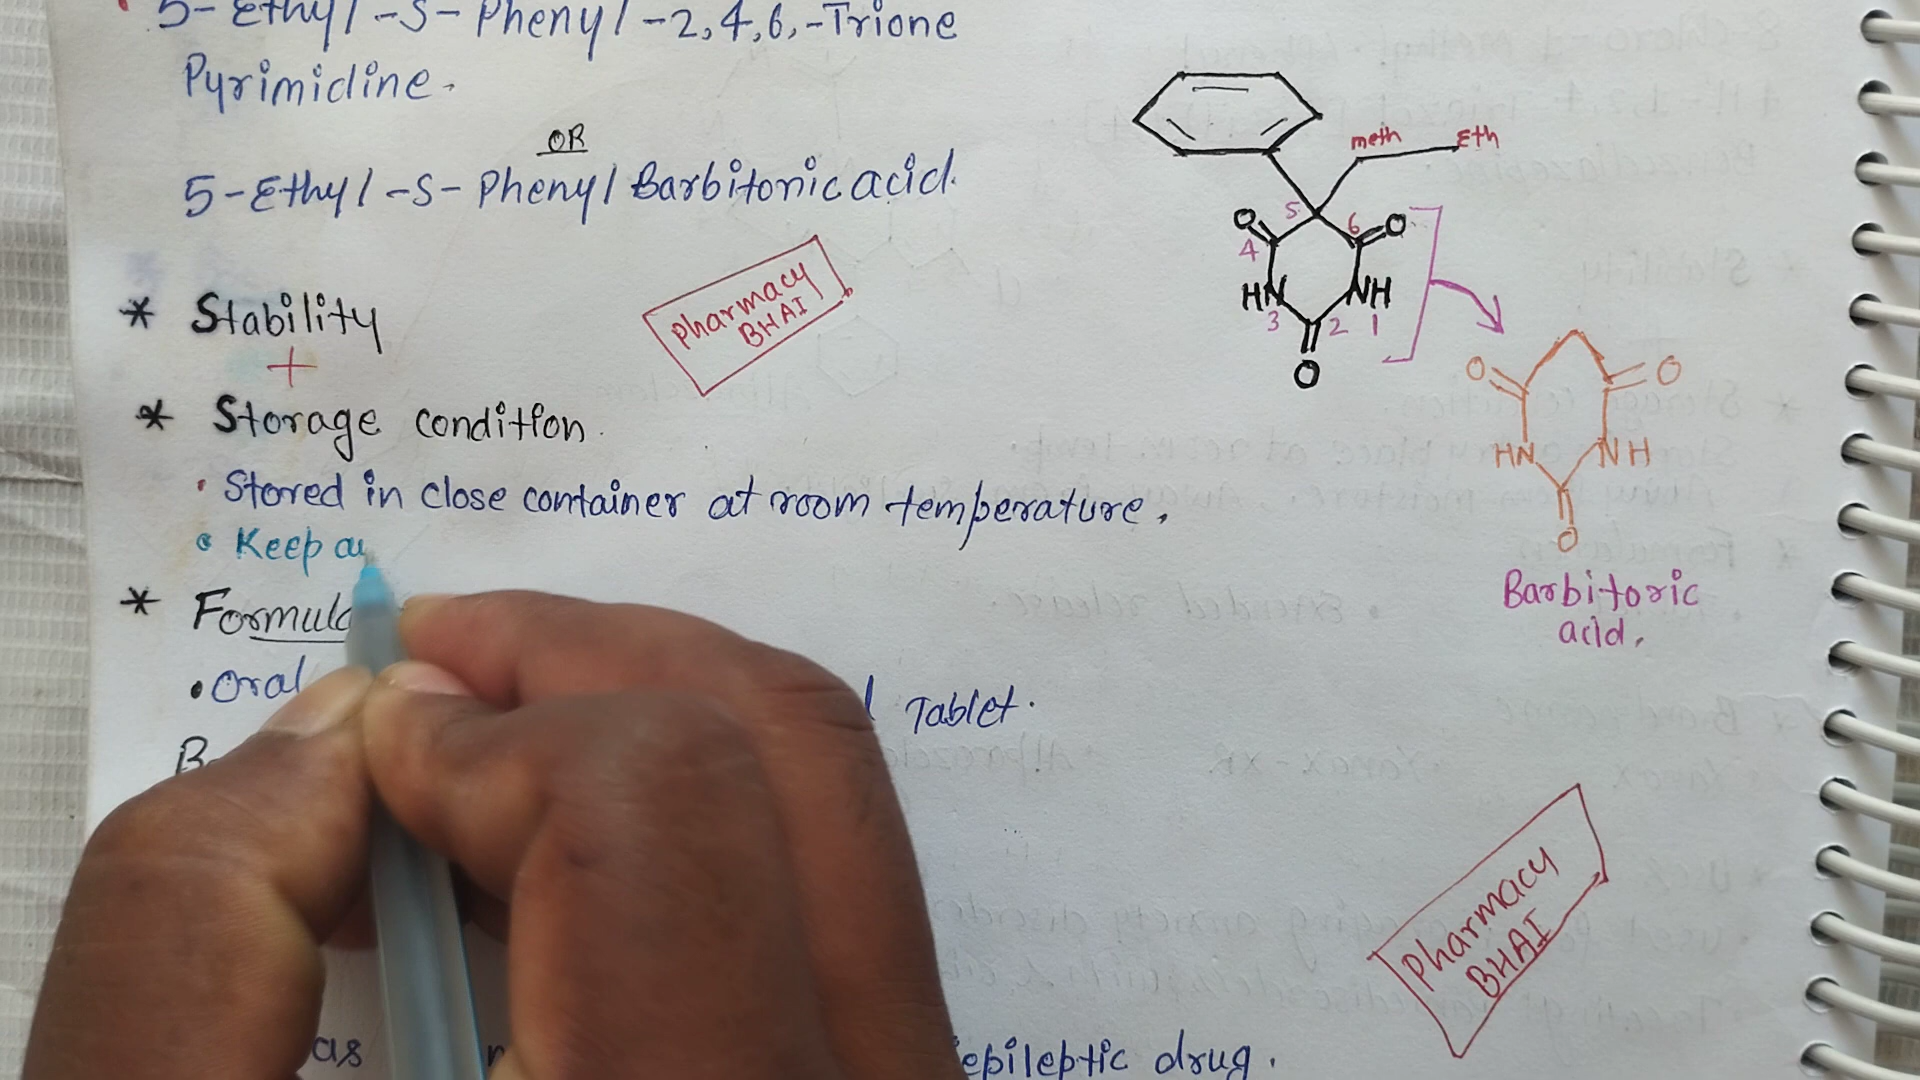 5-Ethyl-5-Phenyl-2,4,6,-Trione
Pyrimidine.
OR
5-Ethyl-5-Phenyl Barbitonic acid.
* Stability
+
* Storage condition.
• Stored in close container at room temperature.
• Keep
* Formula
• Oral
Tablet.
as
epileptic drug.
pharmacy
BHAI
meth
Eth
5
O
4
6
O
HN
NH
3
2
1
O
O
O
HN
NH
O
Barbitoric
acid.
Pharmacy
BHAI